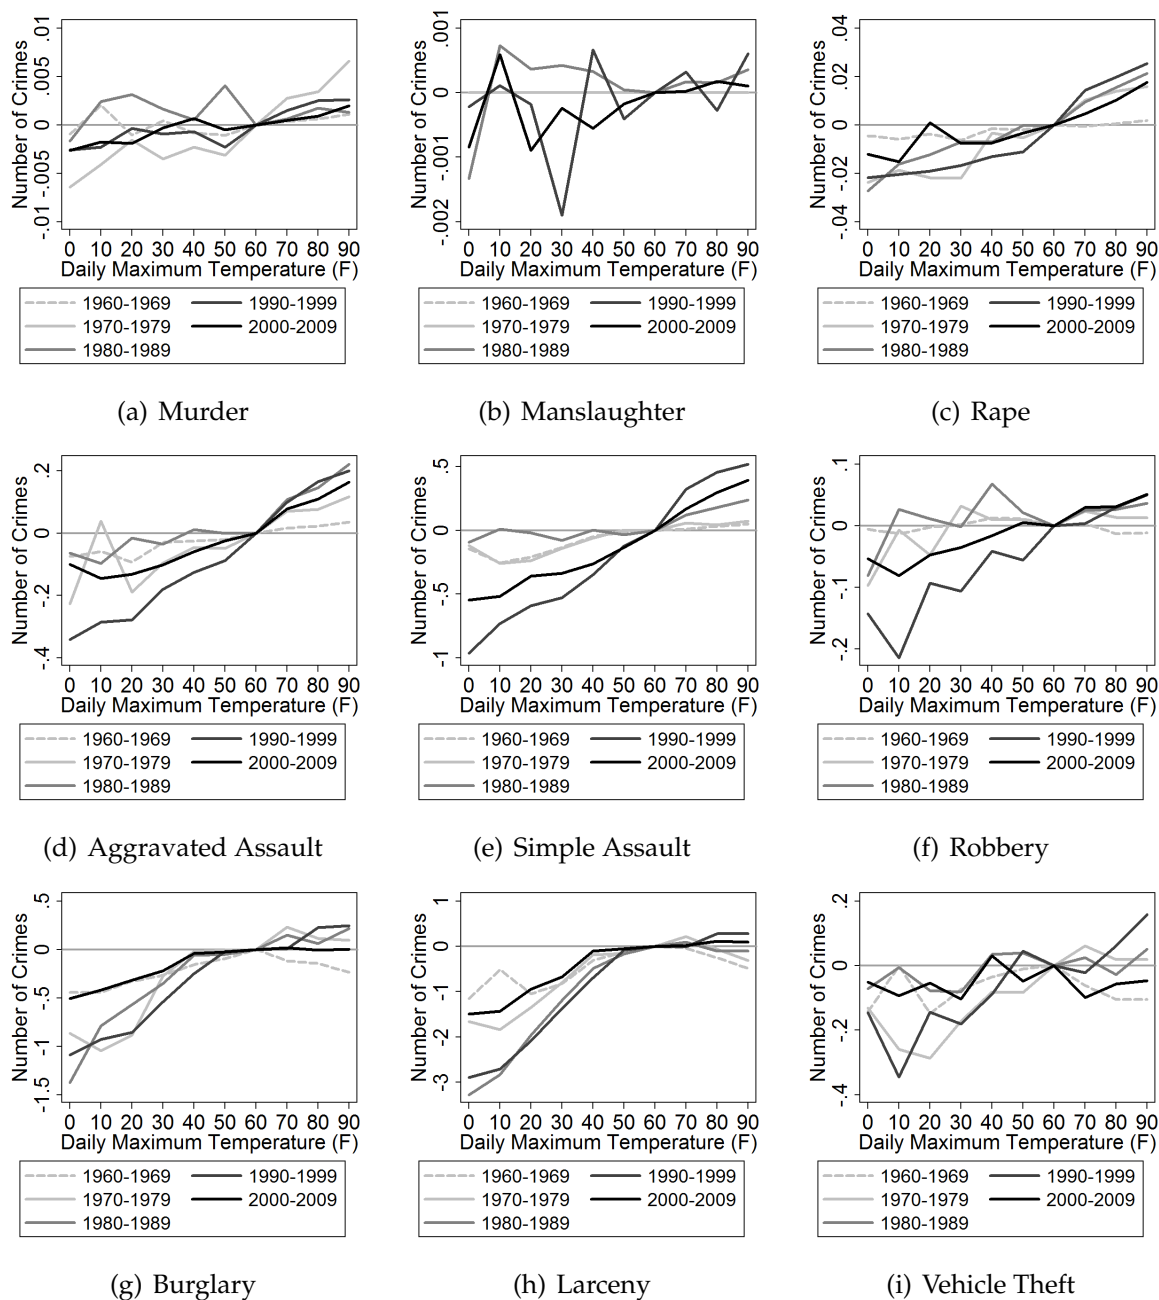 Number of Crimes
-.01 -.005 0 .005 .01
0 10 20 30 40 50 60 70 80 90
Daily Maximum Temperature (F)
1960-1969 1990-1999
1970-1979 2000-2009
1980-1989
(a) Murder
Number of Crimes
-.002 -.001 0 .001
0 10 20 30 40 50 60 70 80 90
Daily Maximum Temperature (F)
1960-1969 1990-1999
1970-1979 2000-2009
1980-1989
(b) Manslaughter
Number of Crimes
-.04 -.02 0 .02 .04
0 10 20 30 40 50 60 70 80 90
Daily Maximum Temperature (F)
1960-1969 1990-1999
1970-1979 2000-2009
1980-1989
(c) Rape
Number of Crimes
-.4 -.2 0 .2
0 10 20 30 40 50 60 70 80 90
Daily Maximum Temperature (F)
1960-1969 1990-1999
1970-1979 2000-2009
1980-1989
(d) Aggravated Assault
Number of Crimes
-1 -.5 0 .5
0 10 20 30 40 50 60 70 80 90
Daily Maximum Temperature (F)
1960-1969 1990-1999
1970-1979 2000-2009
1980-1989
(e) Simple Assault
Number of Crimes
-.2 -.1 0 .1
0 10 20 30 40 50 60 70 80 90
Daily Maximum Temperature (F)
1960-1969 1990-1999
1970-1979 2000-2009
1980-1989
(f) Robbery
Number of Crimes
-1.5 -1 -.5 0 .5
0 10 20 30 40 50 60 70 80 90
Daily Maximum Temperature (F)
1960-1969 1990-1999
1970-1979 2000-2009
1980-1989
(g) Burglary
Number of Crimes
-3 -2 -1 0 1
0 10 20 30 40 50 60 70 80 90
Daily Maximum Temperature (F)
1960-1969 1990-1999
1970-1979 2000-2009
1980-1989
(h) Larceny
Number of Crimes
-.4 -.2 0 .2
0 10 20 30 40 50 60 70 80 90
Daily Maximum Temperature (F)
1960-1969 1990-1999
1970-1979 2000-2009
1980-1989
(i) Vehicle Theft